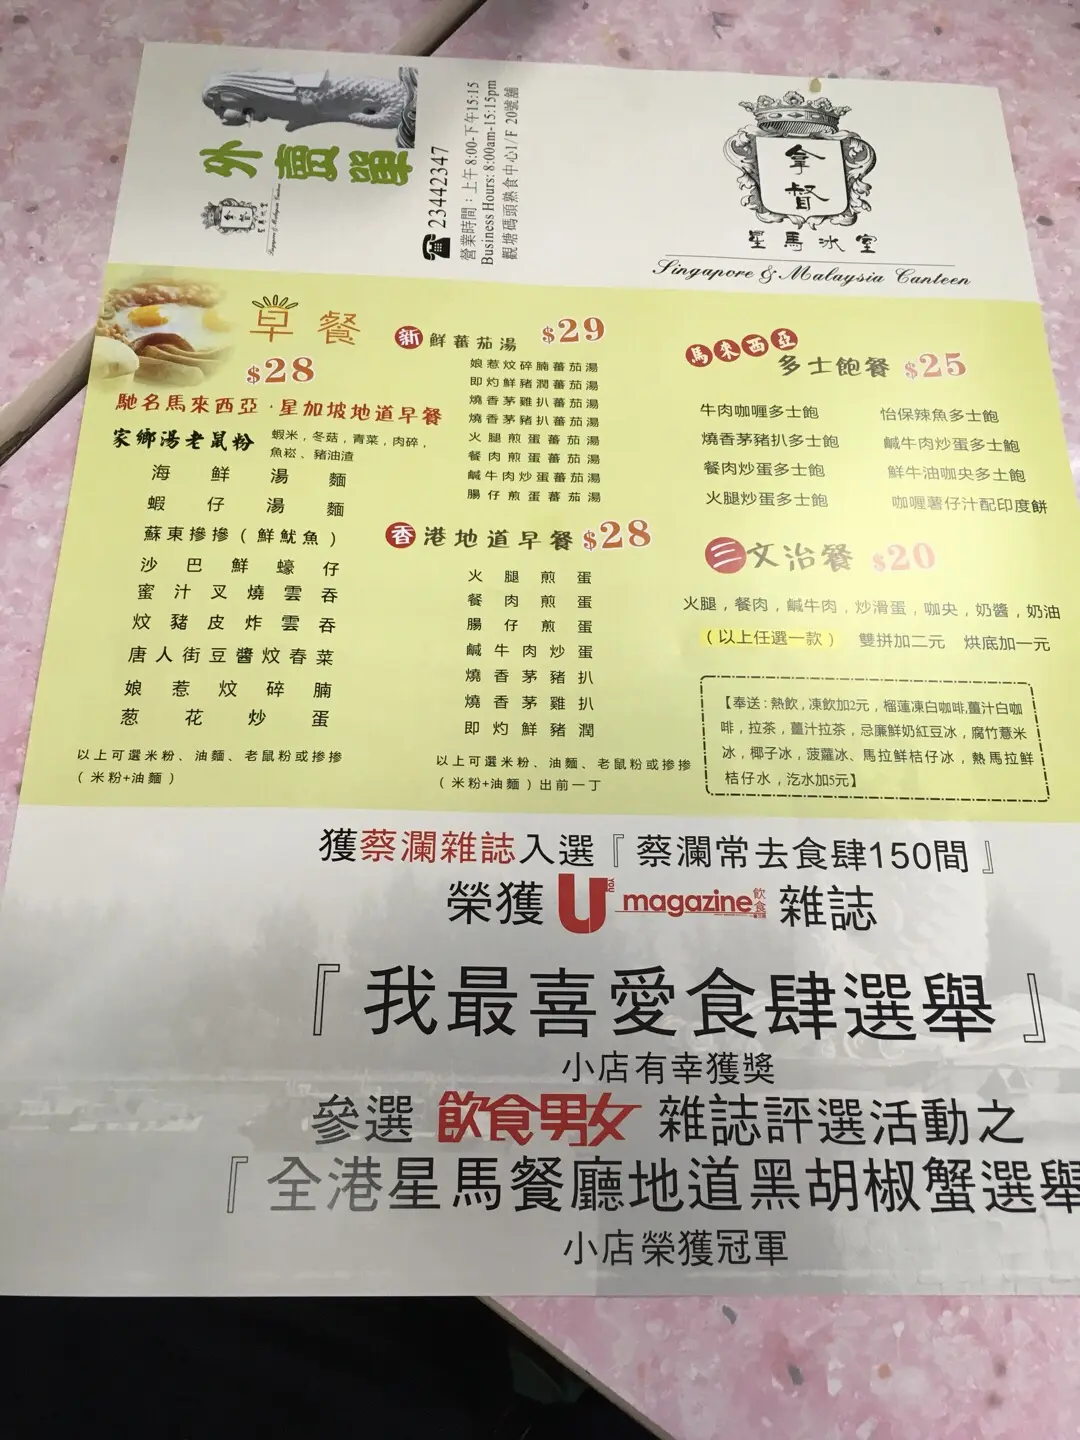 外賣單
拿督
星馬冰室
Singapore & Malaysia Canteen
☎ 23442347
營業時間：上午 8:00-下午15:15
Business Hours: 8:00am-15:15pm
觀塘碼頭熟食中心1/F 20號舖
拿督
星馬冰室
Singapore & Malaysia Canteen
早餐
$28
馳名馬來西亞·星加坡地道早餐
家鄉湯老鼠粉 蝦米，冬菇，青菜，肉碎，
魚崧、豬油渣
海鮮湯麵
蝦仔湯麵
蘇東摻摻（鮮魷魚）
沙巴鮮蠔仔
蜜汁叉燒雲吞
炆豬皮炸雲吞
唐人街豆醬炆春菜
娘惹炆碎腩
葱花炒蛋
以上可選米粉、油麵、老鼠粉或摻摻
（米粉+油麵）
新鮮蕃茄湯 $29
娘惹炆碎腩蕃茄湯
即灼鮮豬潤蕃茄湯
燒香茅雞扒蕃茄湯
燒香茅豬扒蕃茄湯
火腿煎蛋蕃茄湯
餐肉煎蛋蕃茄湯
鹹牛肉炒蛋蕃茄湯
腸仔煎蛋蕃茄湯
香港地道早餐 $28
火腿煎蛋
餐肉煎蛋
腸仔煎蛋
鹹牛肉炒蛋
燒香茅豬扒
燒香茅雞扒
即灼鮮豬潤
以上可選米粉、油麵、老鼠粉或摻摻
（米粉+油麵）出前一丁
馬來西亞
多士飽餐 $25
牛肉咖喱多士飽 怡保辣魚多士飽
燒香茅豬扒多士飽 鹹牛肉炒蛋多士飽
餐肉炒蛋多士飽 鮮牛油咖央多士飽
火腿炒蛋多士飽 咖喱薯仔汁配印度餅
三文治餐 $20
火腿，餐肉，鹹牛肉，炒滑蛋，咖央，奶醬，奶油
（以上任選一款） 雙拼加二元 烘底加一元
【奉送：熱飲，凍飲加2元，榴蓮凍白咖啡，薑汁白咖
啡，拉茶，薑汁拉茶，忌廉鮮奶紅豆冰，腐竹薏米
冰，椰子冰，菠蘿冰、馬拉鮮桔仔冰，熱馬拉鮮
桔仔水，汔水加5元】
獲蔡瀾雜誌入選『蔡瀾常去食肆150間』
榮獲 U magazine 飲食 雜誌
『我最喜愛食肆選舉』
小店有幸獲獎
參選 飲食男女 雜誌評選活動之
『全港星馬餐廳地道黑胡椒蟹選舉
小店榮獲冠軍